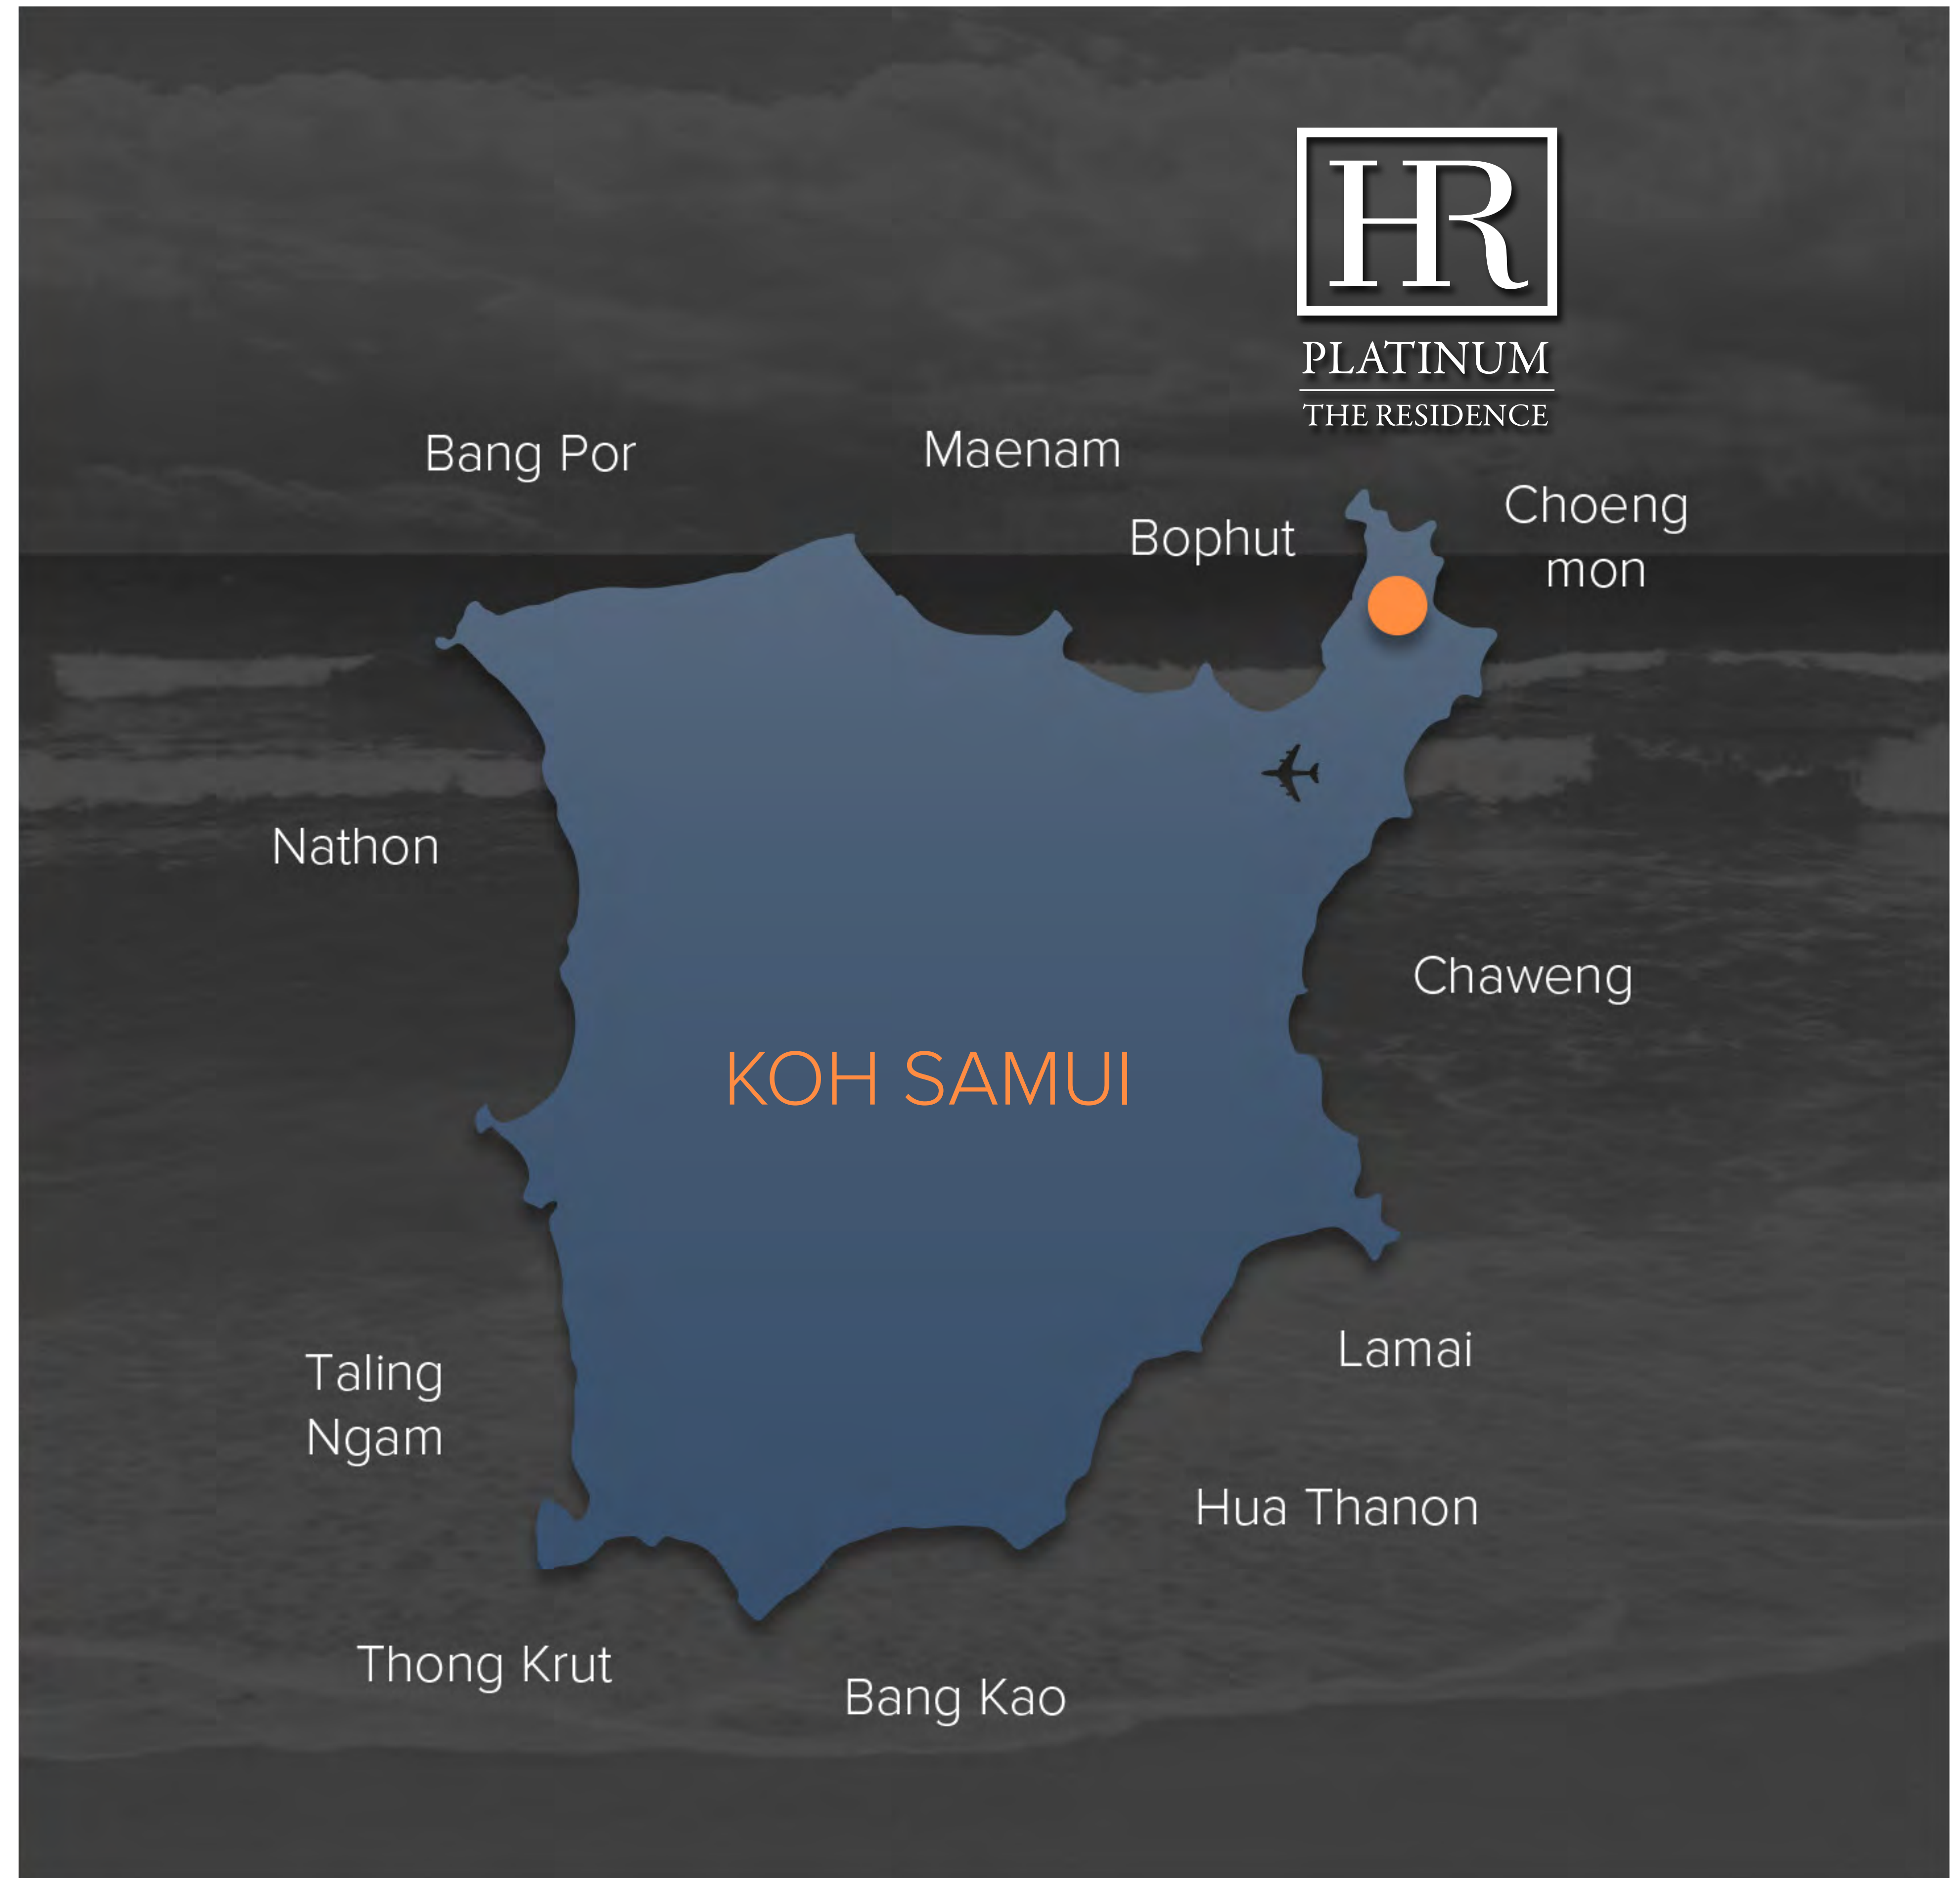 HR
PLATINUM
THE RESIDENCE
Bang Por
Maenam
Bophut
Choeng
mon
Nathon
Chaweng
KOH SAMUI
Lamai
Taling
Ngam
Hua Thanon
Thong Krut
Bang Kao